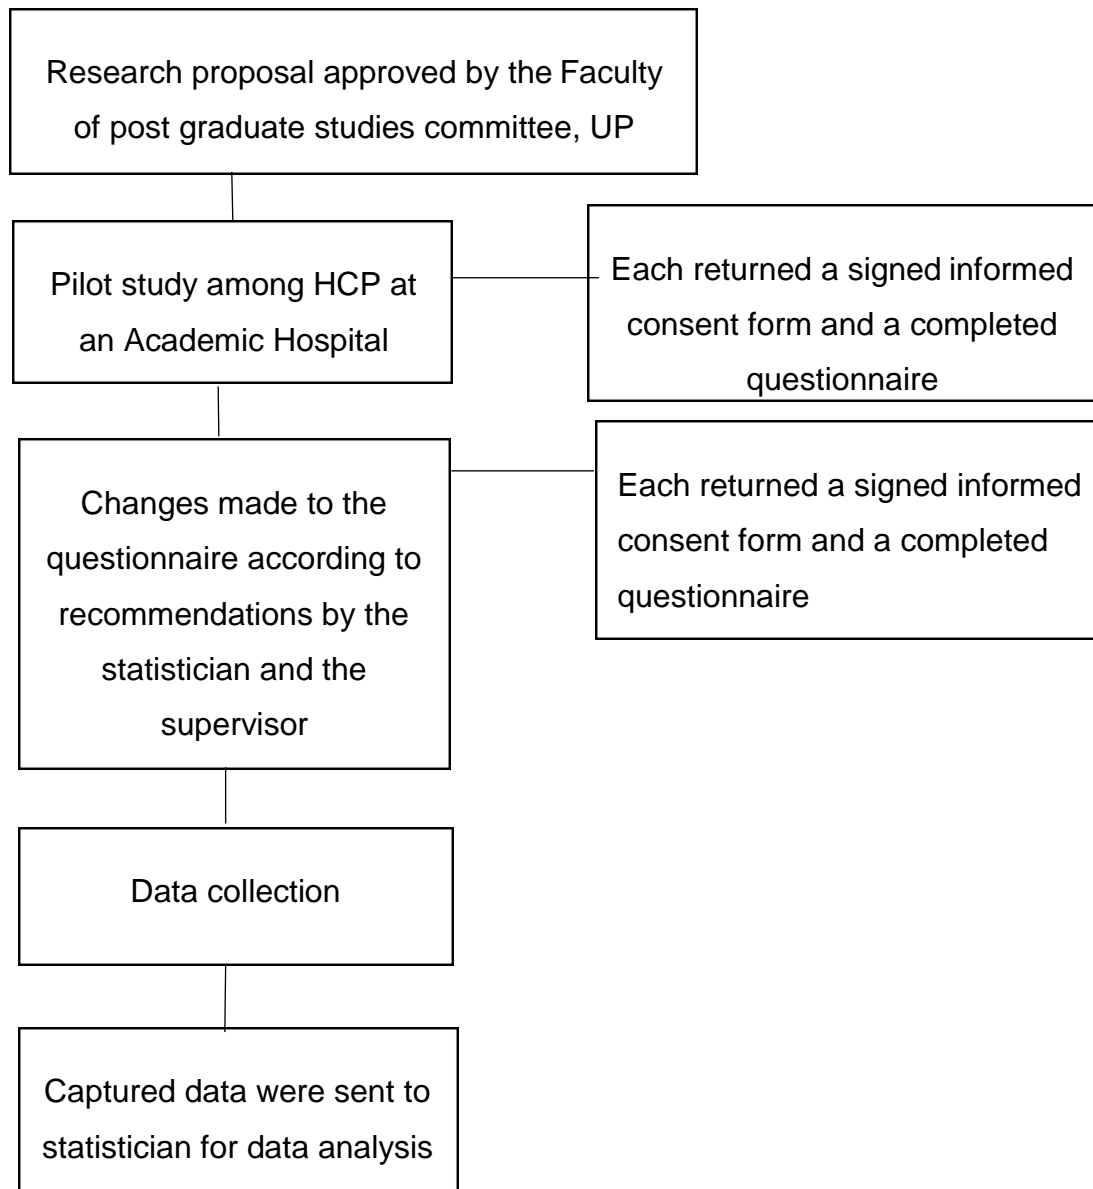 Research proposal approved by the Faculty
of post graduate studies committee, UP
Pilot study among HCP at
an Academic Hospital
Each returned a signed informed
consent form and a completed
questionnaire
Changes made to the
questionnaire according to
recommendations by the
statistician and the
supervisor
Each returned a signed informed
consent form and a completed
questionnaire
Data collection
Captured data were sent to
statistician for data analysis